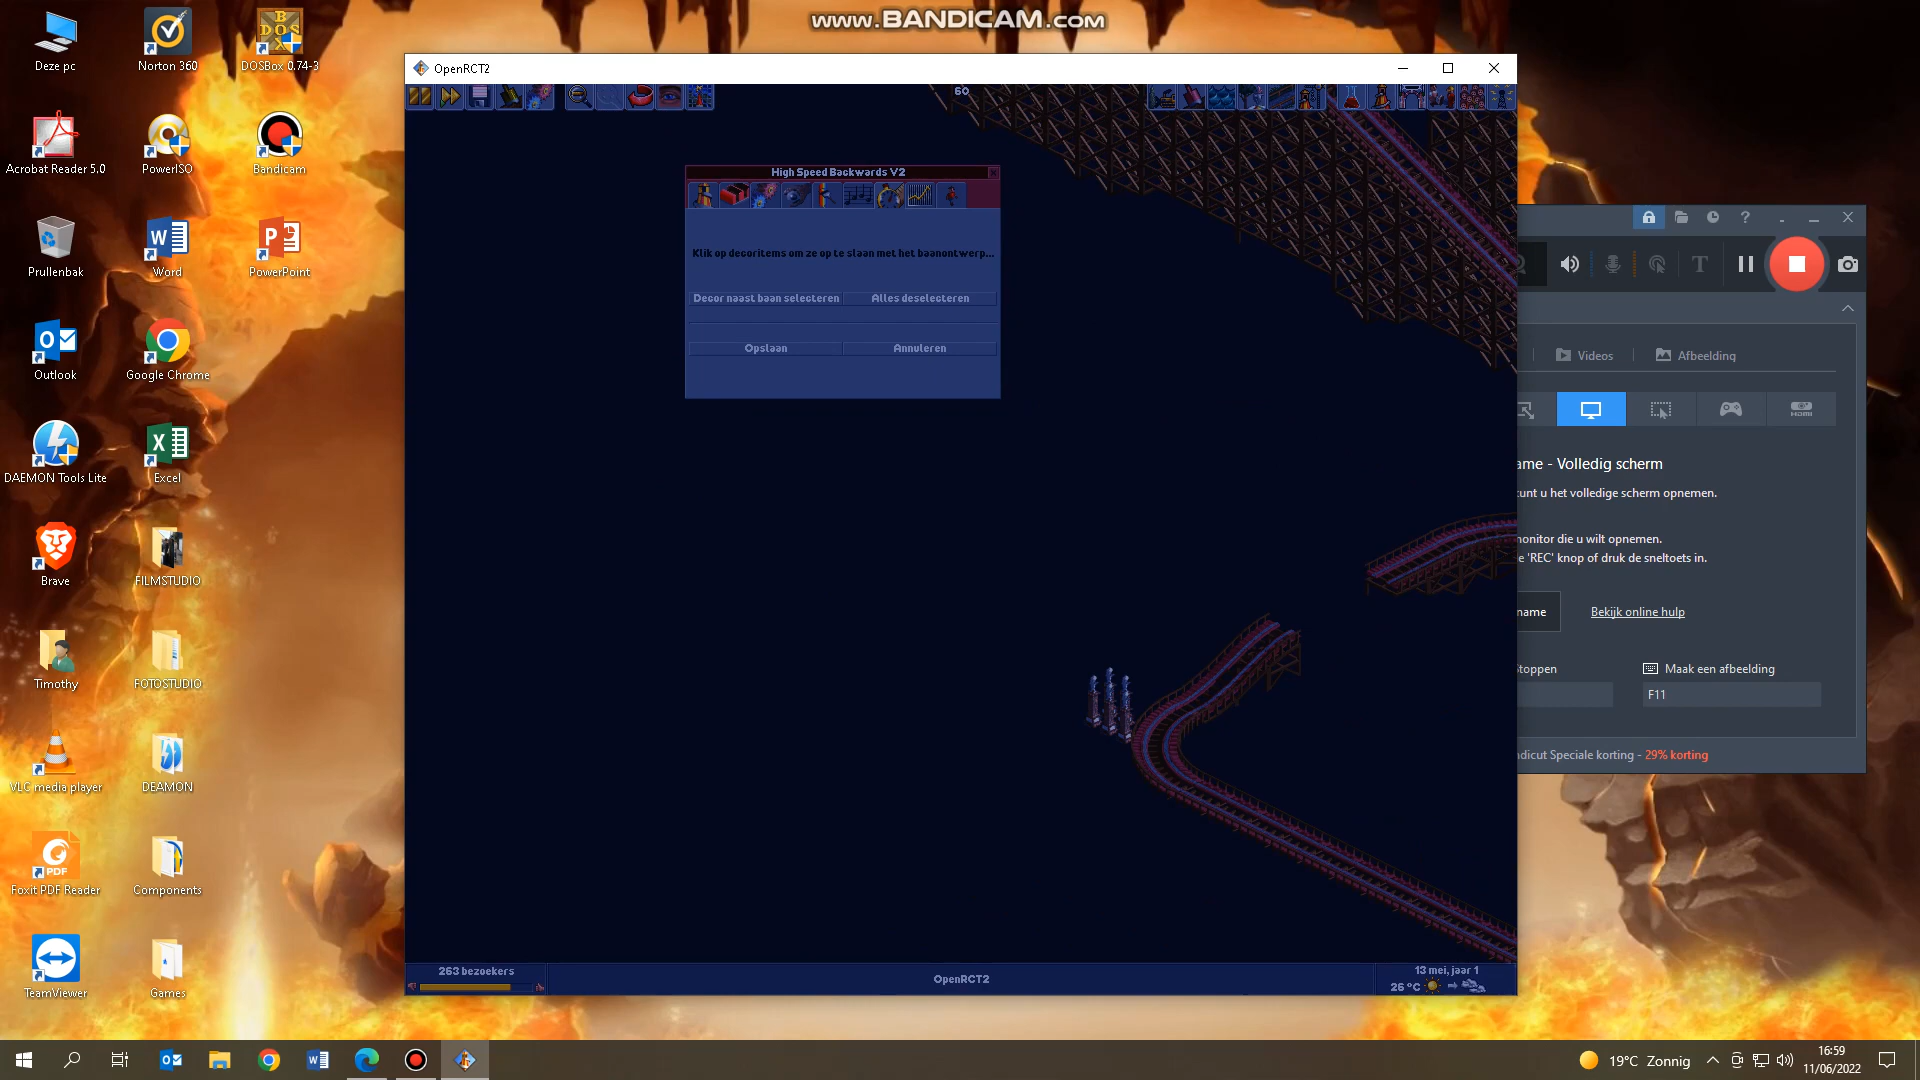 www.BANDICAM.com
Deze pc
Norton 360
DOSBox 0.74-3
Acrobat Reader 5.0
PowerISO
Bandicam
Prullenbak
Word
PowerPoint
Outlook
Google Chrome
DAEMON Tools Lite
Excel
Brave
FILMSTUDIO
Timothy
FOTOSTUDIO
VLC media player
DEAMON
Foxit PDF Reader
Components
TeamViewer
Games
OpenRCT2
60
High Speed Backwards V2
Klik op decoritems om ze op te slaan met het baanontwerp...
Decor naast baan selecteren
Alles deselecteren
Opslaan
Annuleren
263 bezoekers
OpenRCT2
13 mei, jaar 1
26 °C
Videos
Afbeelding
HDMI
ame - Volledig scherm
unt u het volledige scherm opnemen.
monitor die u wilt opnemen.
e 'REC' knop of druk de sneltoets in.
name
Bekijk online hulp
Stoppen
Maak een afbeelding
F11
ndicut Speciale korting - 29% korting
19°C Zonnig
16:59
11/06/2022